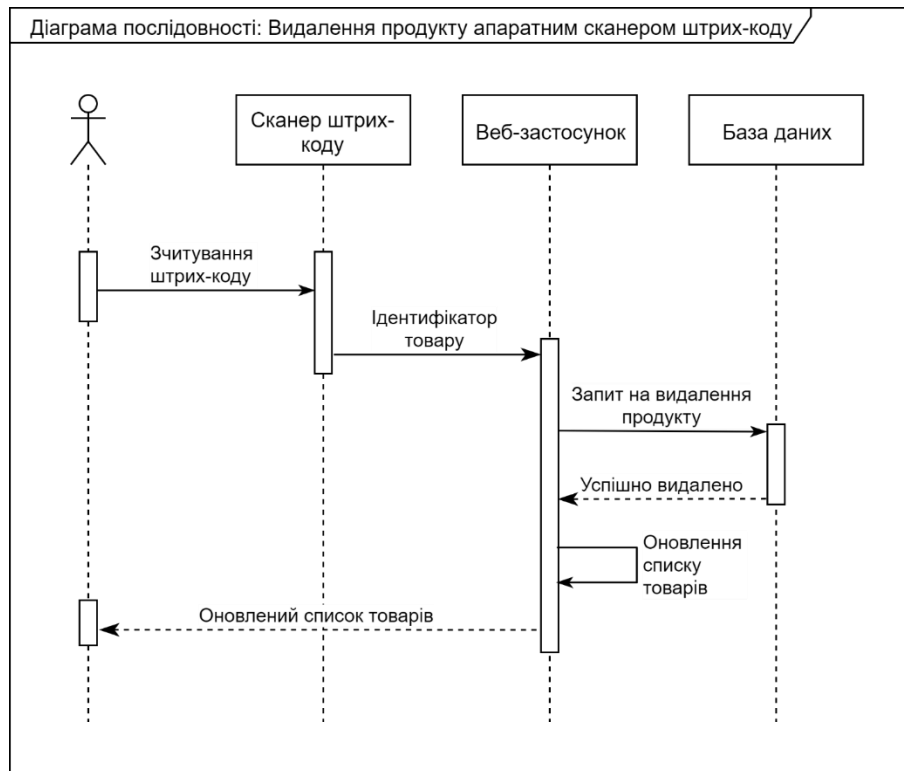 Діаграма послідовності: Видалення продукту апаратним сканером штрих-коду
Сканер штрих-
коду
Веб-застосунок
База даних
Зчитування
штрих-коду
Ідентифікатор
товару
Запит на видалення
продукту
Успішно видалено
Оновлення
списку
товарів
Оновлений список товарів